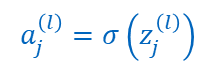 a_j^{(l)} = σ(z_j^{(l)})